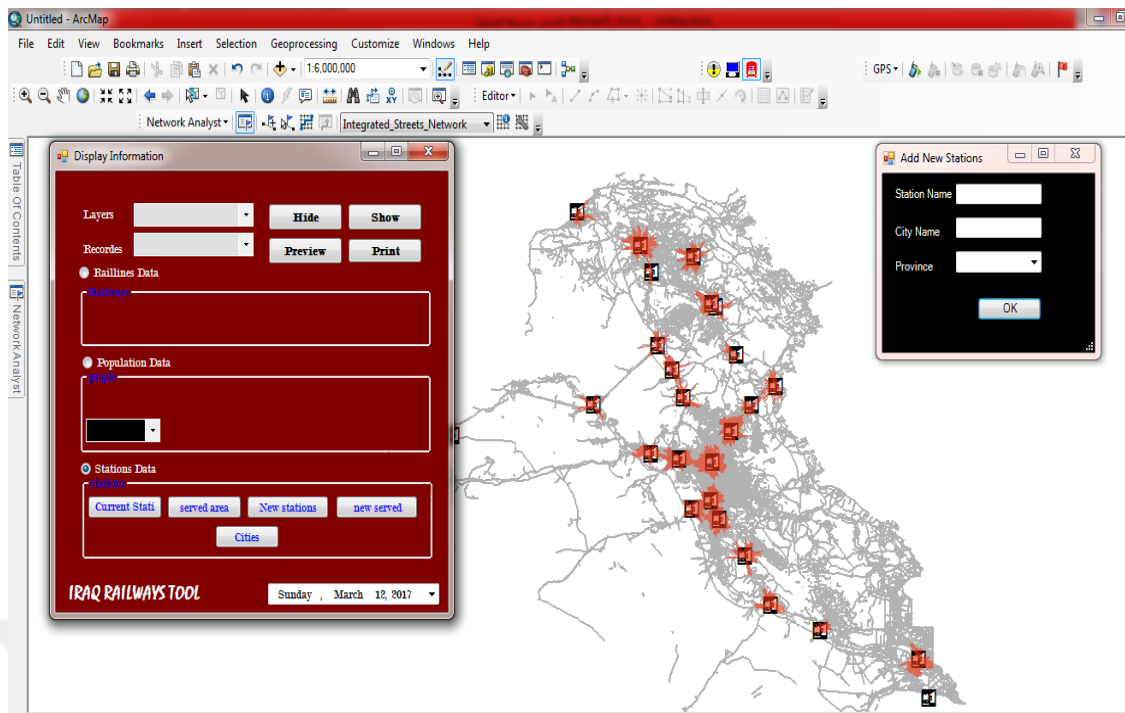 Untitled - ArcMap
File Edit View Bookmarks Insert Selection Geoprocessing Customize Windows Help
1:6,000,000
GPS
Editor
Network Analyst
Integrated_Streets_Network
Table Of Contents
Network Analyst
Display Information
Layers
Hide Show
Recordes
Preview Print
Raillines Data
Railways
Population Data
people
Stations Data
stations
Current Stati served area New stations new served
Cities
IRAQ RAILWAYS TOOL
Sunday , March 12, 2017
Add New Stations
Station Name
City Name
Province
OK